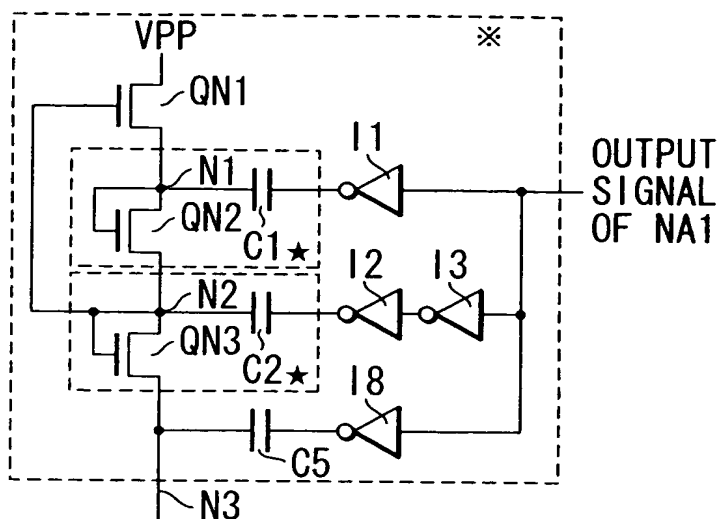 VPP
※
QN1
I1
OUTPUT
SIGNAL
OF NA1
N1
QN2
C1★
I2
I3
N2
QN3
C2★
I8
C5
N3